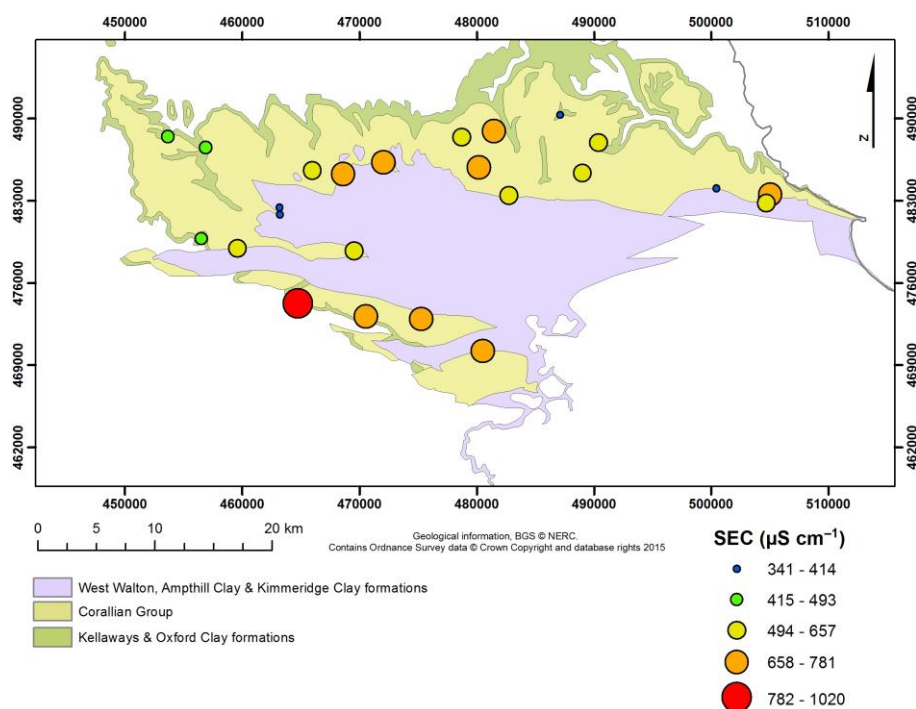 450000 460000 470000 480000 490000 500000 510000
490000 490000
483000 483000
476000 476000
469000 469000
462000 462000
N
450000 460000 470000 480000 490000 500000 510000
0 5 10 20 km
Geological information, BGS © NERC.
Contains Ordnance Survey data © Crown Copyright and database rights 2015
West Walton, Ampthill Clay & Kimmeridge Clay formations
Corallian Group
Kellaways & Oxford Clay formations
SEC (µS cm⁻¹)
341 - 414
415 - 493
494 - 657
658 - 781
782 - 1020